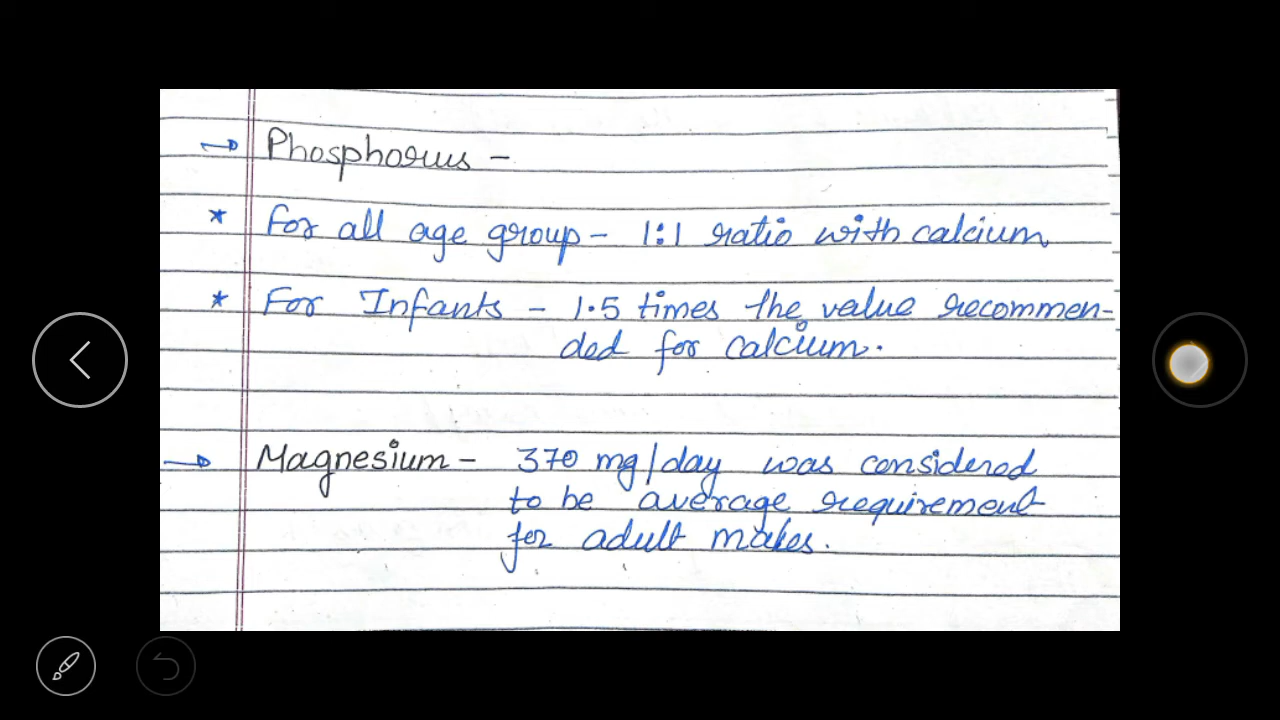 → Phosphorus -
* For all age group - 1:1 ratio with calcium
* For Infants - 1.5 times the value recommen-
ded for calcium.
→ Magnesium - 370 mg/day was considered
to be average requirement
for adult males.